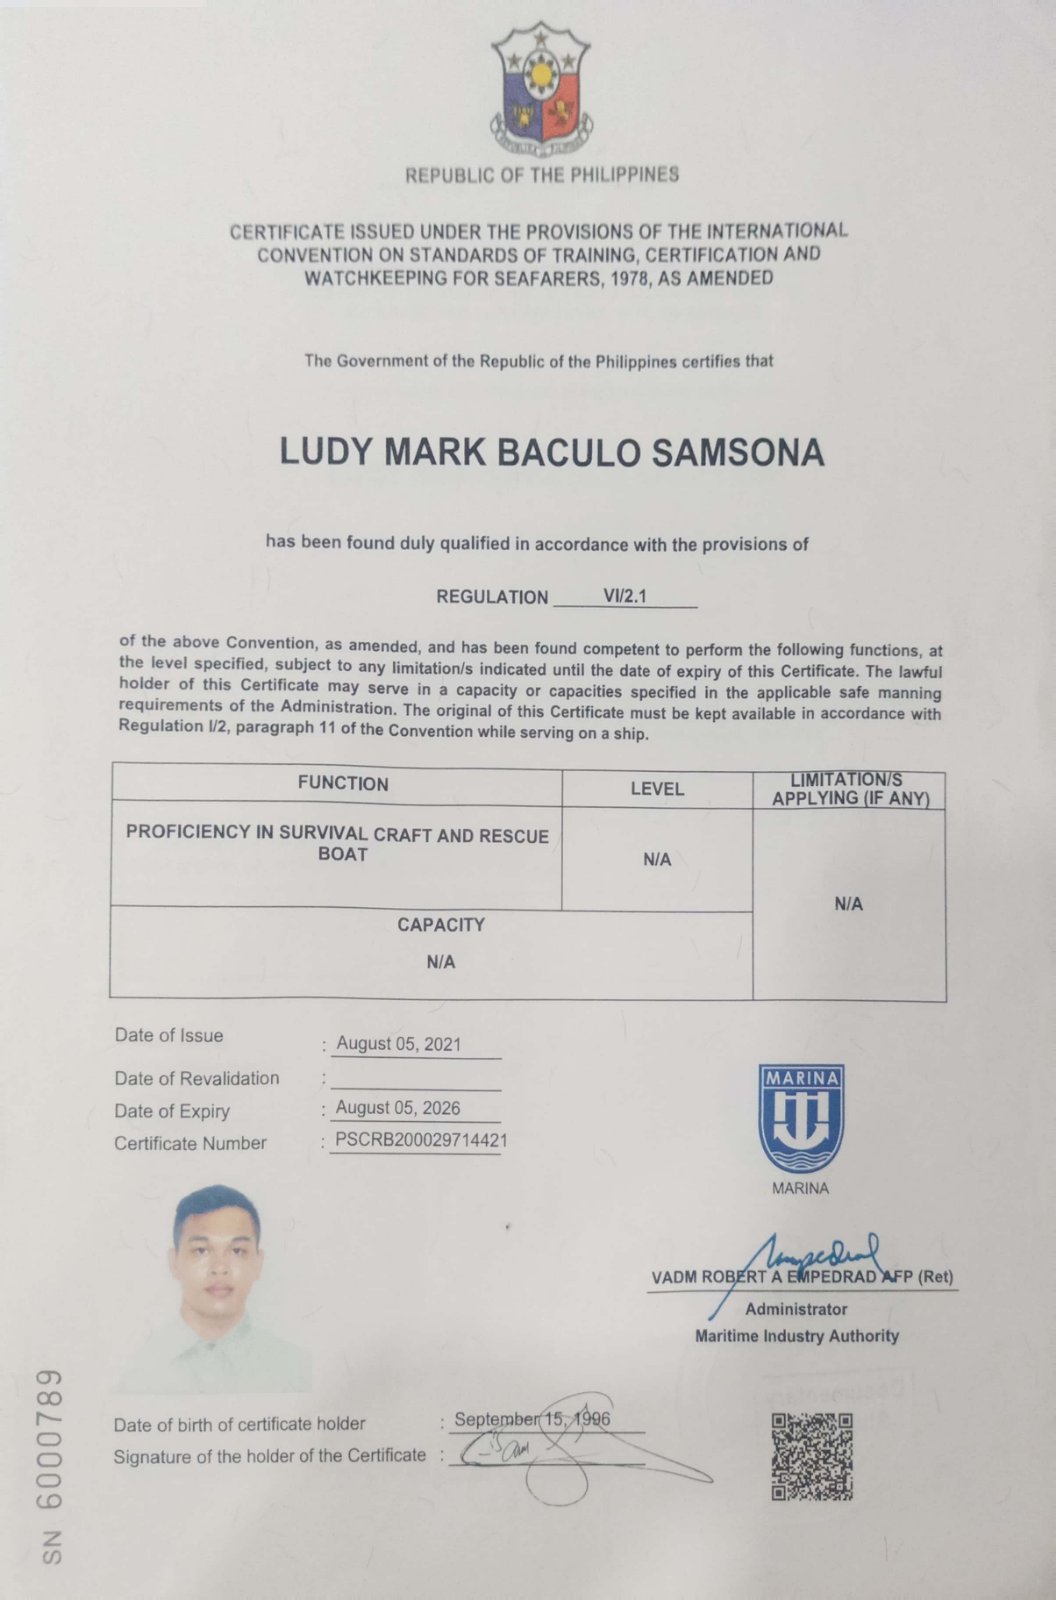 REPUBLIC OF THE PHILIPPINES
CERTIFICATE ISSUED UNDER THE PROVISIONS OF THE INTERNATIONAL
CONVENTION ON STANDARDS OF TRAINING, CERTIFICATION AND
WATCHKEEPING FOR SEAFARERS, 1978, AS AMENDED
The Government of the Republic of the Philippines certifies that
LUDY MARK BACULO SAMSONA
has been found duly qualified in accordance with the provisions of
REGULATION VI/2.1
of the above Convention, as amended, and has been found competent to perform the following functions, at
the level specified, subject to any limitation/s indicated until the date of expiry of this Certificate. The lawful
holder of this Certificate may serve in a capacity or capacities specified in the applicable safe manning
requirements of the Administration. The original of this Certificate must be kept available in accordance with
Regulation I/2, paragraph 11 of the Convention while serving on a ship.
FUNCTION
LEVEL
LIMITATION/S
APPLYING (IF ANY)
PROFICIENCY IN SURVIVAL CRAFT AND RESCUE
BOAT
N/A
N/A
CAPACITY
N/A
Date of Issue : August 05, 2021
Date of Revalidation :
Date of Expiry : August 05, 2026
Certificate Number : PSCRB200029714421
MARINA
MARINA
VADM ROBERT A EMPEDRAD AFP (Ret)
Administrator
Maritime Industry Authority
Date of birth of certificate holder : September 15, 1996
Signature of the holder of the Certificate :
SN 6000789